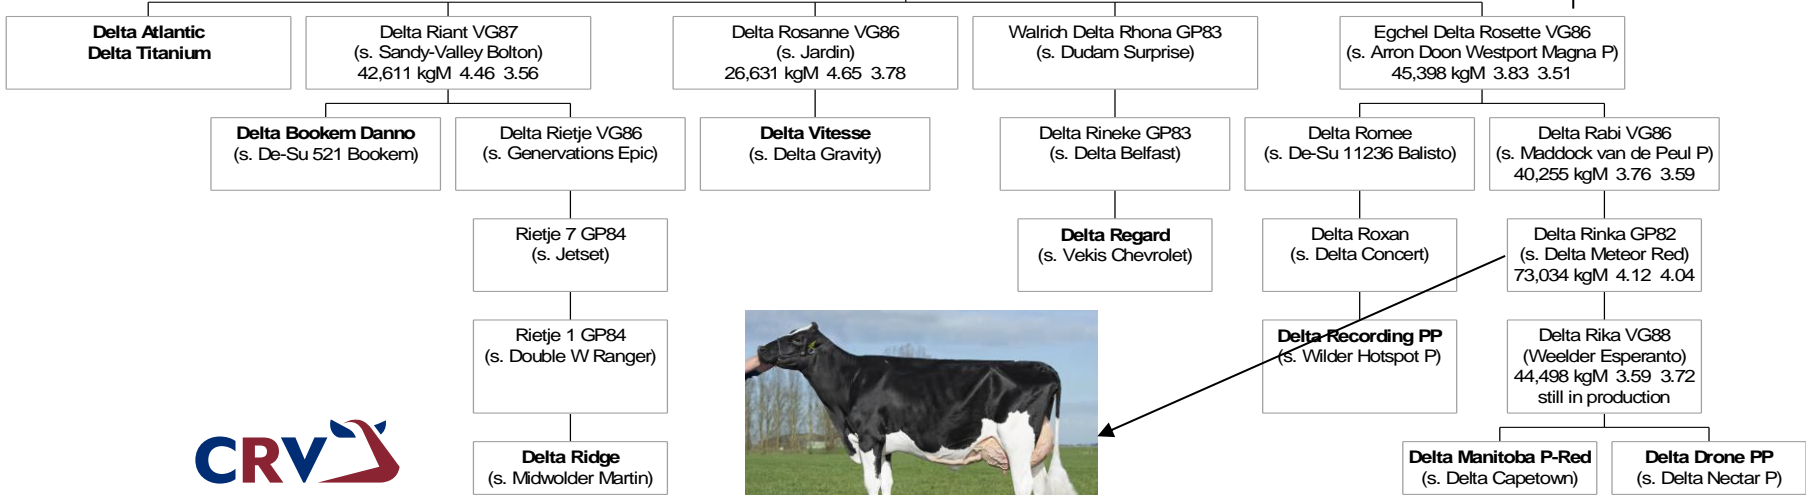 Delta Atlantic
Delta Titanium
Delta Riant VG87
(s. Sandy-Valley Bolton)
42,611 kgM 4.46 3.56
Delta Rosanne VG86
(s. Jardin)
26,631 kgM 4.65 3.78
Walrich Delta Rhona GP83
(s. Dudam Surprise)
Egchel Delta Rosette VG86
(s. Arron Doon Westport Magna P)
45,398 kgM 3.83 3.51
Delta Bookem Danno
(s. De-Su 521 Bookem)
Delta Rietje VG86
(s. Genervations Epic)
Delta Vitesse
(s. Delta Gravity)
Delta Rineke GP83
(s. Delta Belfast)
Delta Romee
(s. De-Su 11236 Balisto)
Delta Rabi VG86
(s. Maddock van de Peul P)
40,255 kgM 3.76 3.59
Rietje 7 GP84
(s. Jetset)
Delta Regard
(s. Vekis Chevrolet)
Delta Roxan
(s. Delta Concert)
Delta Rinka GP82
(s. Delta Meteor Red)
73,034 kgM 4.12 4.04
Rietje 1 GP84
(s. Double W Ranger)
Delta Recording PP
(s. Wilder Hotspot P)
Delta Rika VG88
(Weelder Esperanto)
44,498 kgM 3.59 3.72
still in production
CRV
Delta Ridge
(s. Midwolder Martin)
Delta Manitoba P-Red
(s. Delta Capetown)
Delta Drone PP
(s. Delta Nectar P)